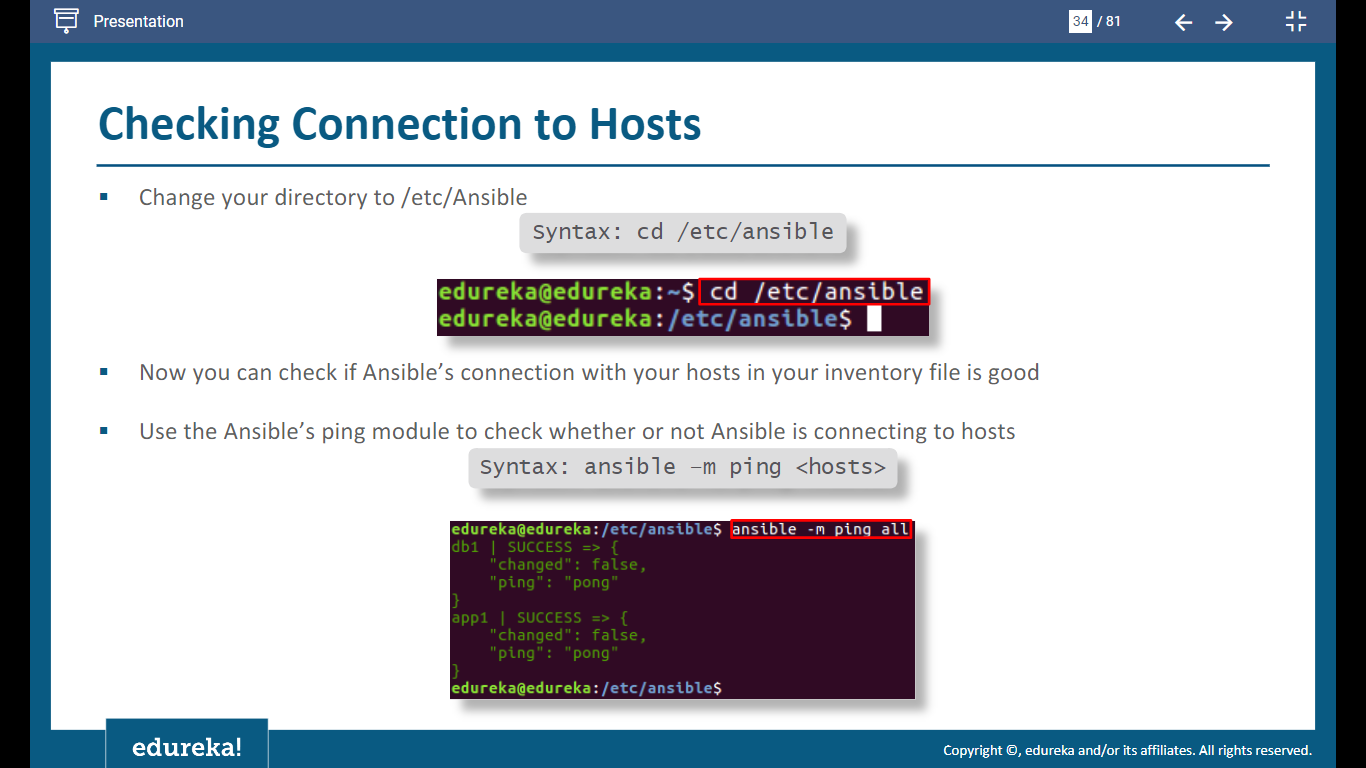 Presentation
34 / 81
Checking Connection to Hosts
▪ Change your directory to /etc/Ansible
Syntax: cd /etc/ansible
edureka@edureka:~$ cd /etc/ansible
edureka@edureka:/etc/ansible$
▪ Now you can check if Ansible’s connection with your hosts in your inventory file is good
▪ Use the Ansible’s ping module to check whether or not Ansible is connecting to hosts
Syntax: ansible –m ping <hosts>
edureka@edureka:/etc/ansible$ ansible -m ping all
db1 | SUCCESS => {
    "changed": false,
    "ping": "pong"
}
app1 | SUCCESS => {
    "changed": false,
    "ping": "pong"
}
edureka@edureka:/etc/ansible$
edureka!
Copyright ©, edureka and/or its affiliates. All rights reserved.